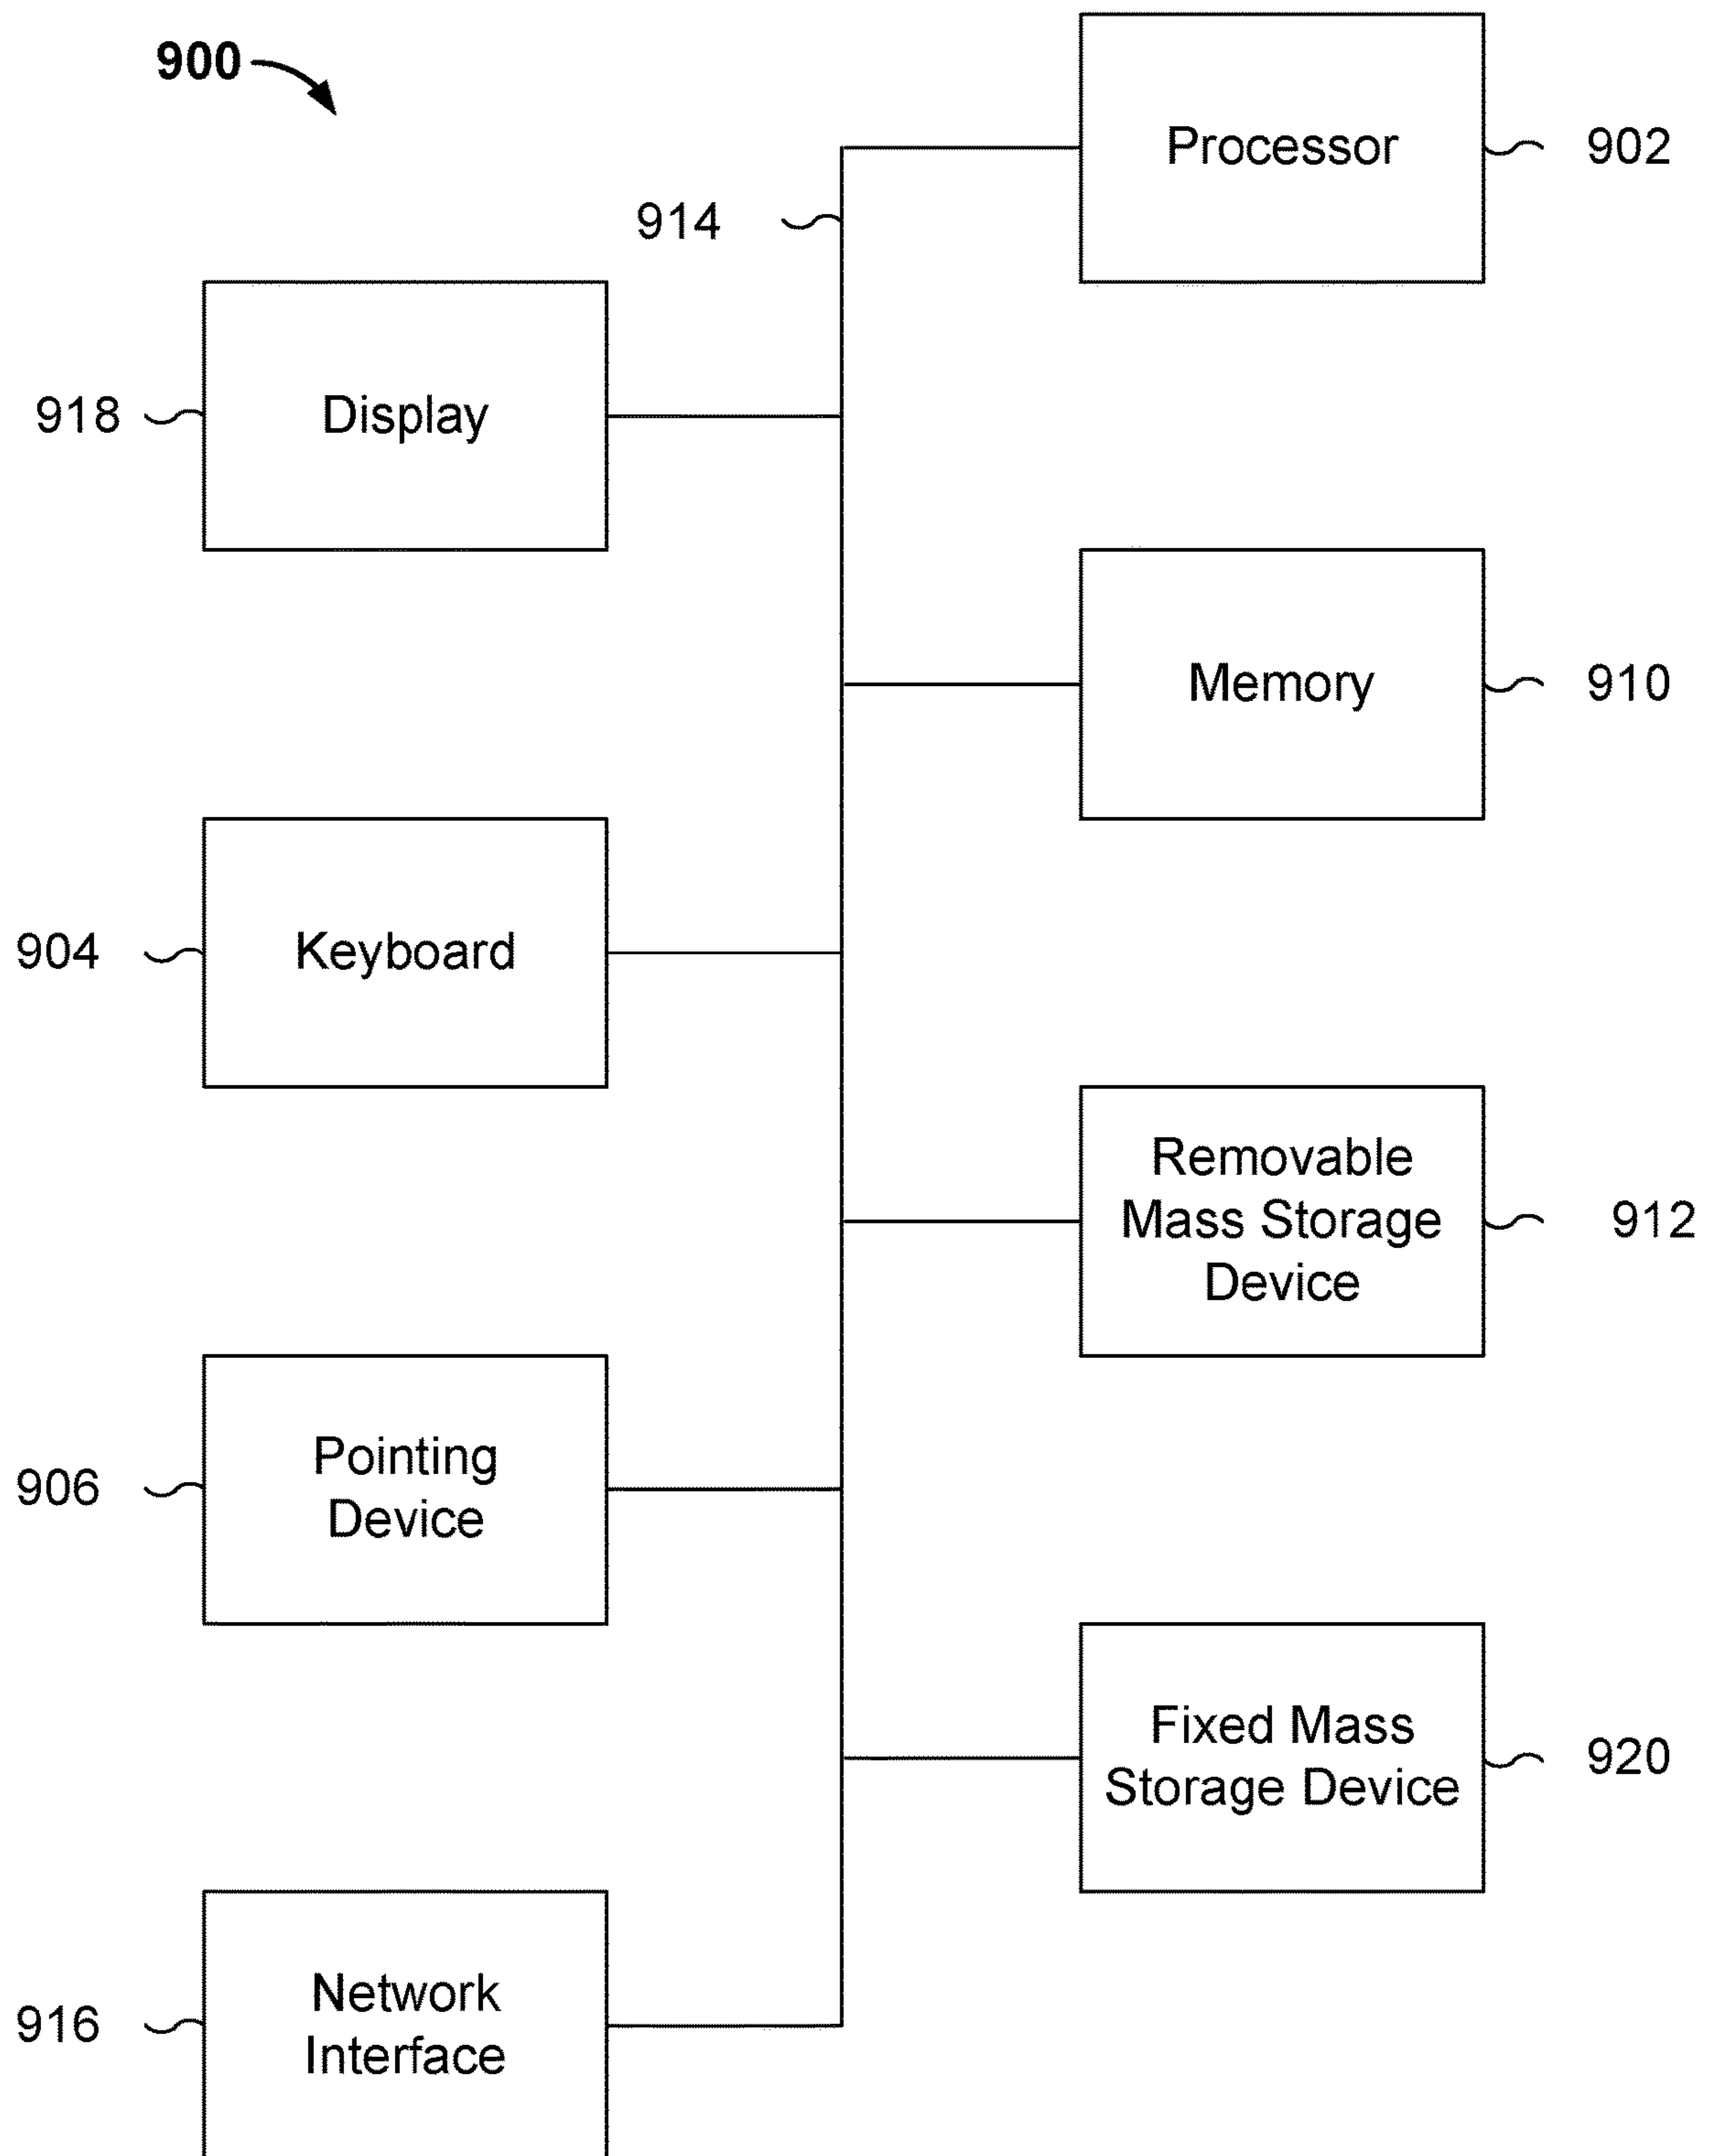 900
Processor
902
914
918
Display
Memory
910
904
Keyboard
Removable
Mass Storage
Device
912
906
Pointing
Device
Fixed Mass
Storage Device
920
916
Network
Interface